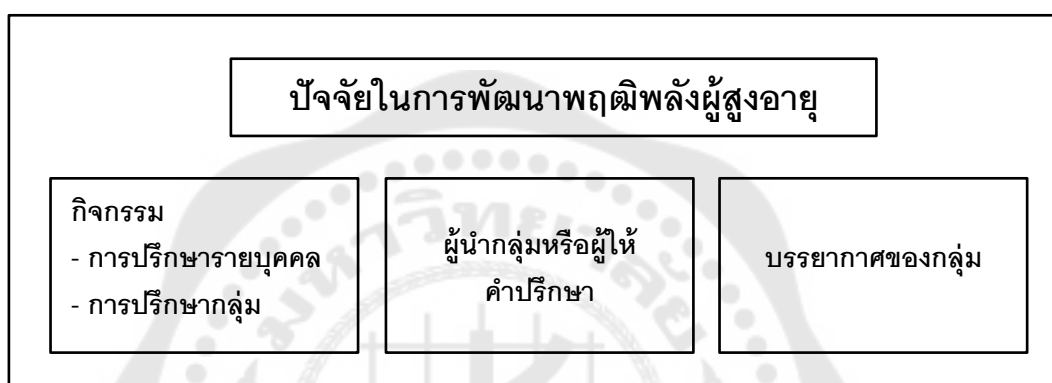 ปัจจัยในการพัฒนาพฤฒิพลังผู้สูงอายุ
กิจกรรม
- การปรึกษารายบุคคล
- การปรึกษากลุ่ม
ผู้นำกลุ่มหรือผู้ให้
คำปรึกษา
บรรยากาศของกลุ่ม